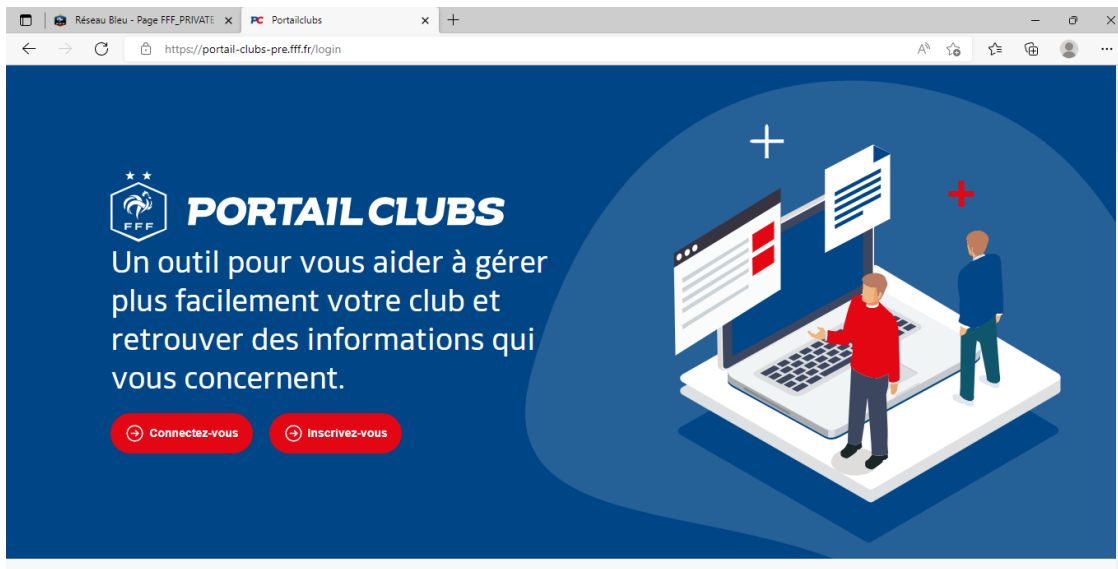 Réseau Bleu - Page FFF_PRIVATE
PC Portailclubs
https://portail-clubs-pre.fff.fr/login
FFF
PORTAIL CLUBS
Un outil pour vous aider à gérer
plus facilement votre club et
retrouver des informations qui
vous concernent.
Connectez-vous
Inscrivez-vous